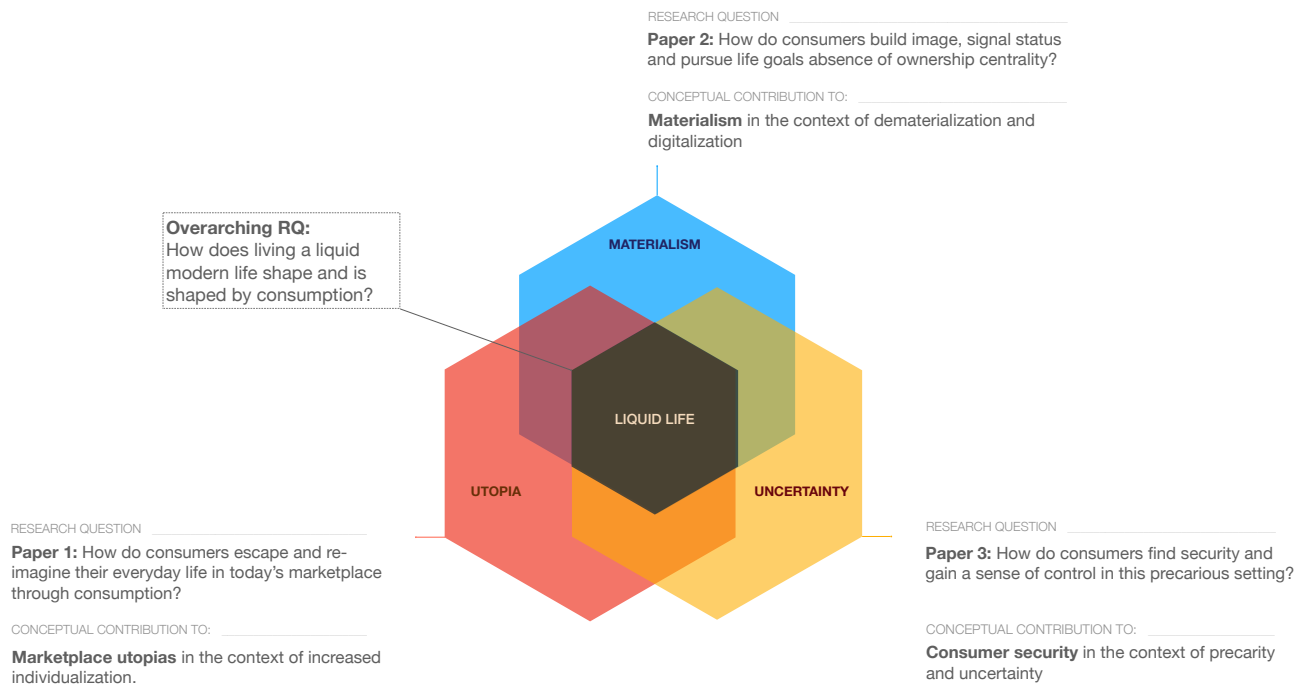 RESEARCH QUESTION
Paper 2: How do consumers build image, signal status
and pursue life goals absence of ownership centrality?
CONCEPTUAL CONTRIBUTION TO:
Materialism in the context of dematerialization and
digitalization
Overarching RQ:
How does living a liquid
modern life shape and is
shaped by consumption?
MATERIALISM
LIQUID LIFE
UTOPIA
UNCERTAINTY
RESEARCH QUESTION
Paper 1: How do consumers escape and re-
imagine their everyday life in today's marketplace
through consumption?
CONCEPTUAL CONTRIBUTION TO:
Marketplace utopias in the context of increased
individualization.
RESEARCH QUESTION
Paper 3: How do consumers find security and
gain a sense of control in this precarious setting?
CONCEPTUAL CONTRIBUTION TO:
Consumer security in the context of precarity
and uncertainty